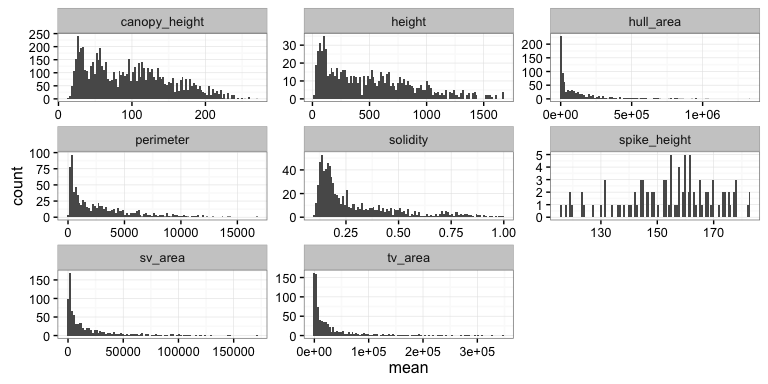 canopy_height height hull_area
250
200
150
100
50
0
30
20
10
0
200
150
100
50
0
0 100 200
0 500 1000 1500
0e+00 5e+05 1e+06
perimeter solidity spike_height
100
75
50
25
0
40
20
0
5
4
3
2
1
0
0 5000 10000 15000
0.25 0.50 0.75 1.00
130 150 170
sv_area tv_area
150
100
50
0
150
100
50
0
0 50000 100000 150000
0e+00 1e+05 2e+05 3e+05
count
mean